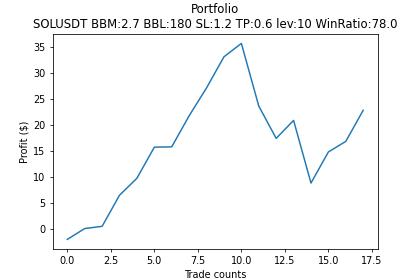 Portfolio
SOLUSDT BBM:2.7 BBL:180 SL:1.2 TP:0.6 lev:10 WinRatio:78.0
35
30
25
20
15
10
5
0
Profit ($)
0.0 2.5 5.0 7.5 10.0 12.5 15.0 17.5
Trade counts